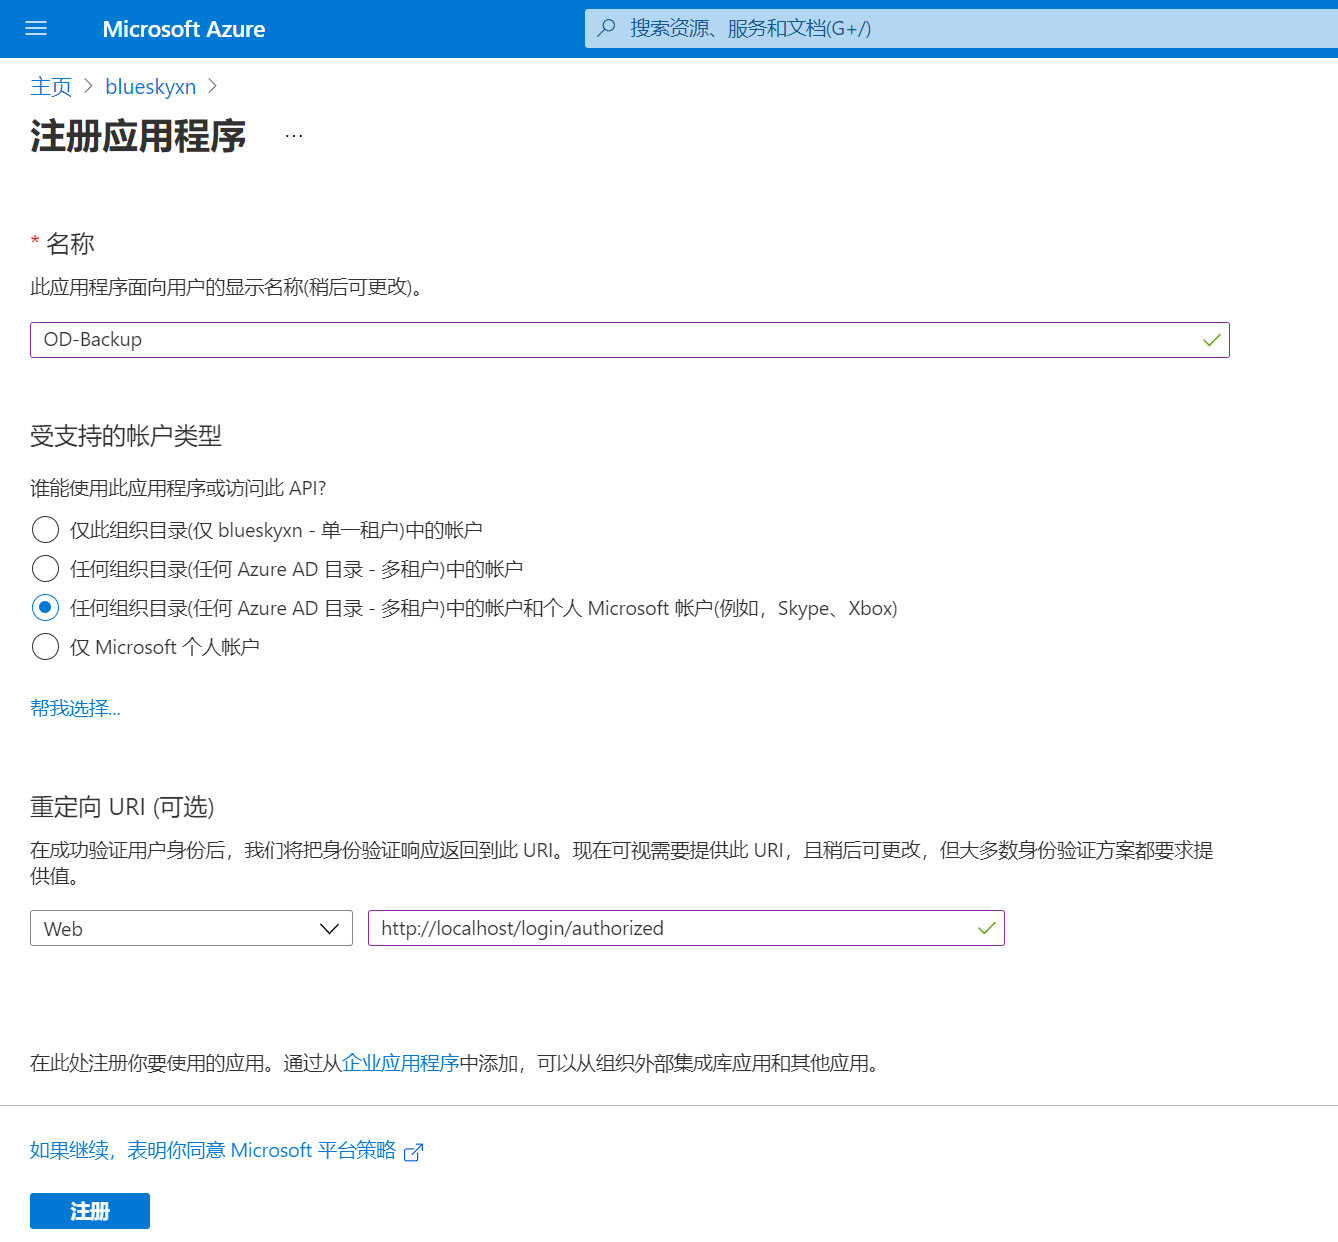 Microsoft Azure
搜索资源、服务和文档(G+/)
主页 > blueskyxn >
注册应用程序 ...
* 名称
此应用程序面向用户的显示名称(稍后可更改)。
OD-Backup
受支持的帐户类型
谁能使用此应用程序或访问此 API?
仅此组织目录(仅 blueskyxn - 单一租户)中的帐户
任何组织目录(任何 Azure AD 目录 - 多租户)中的帐户
任何组织目录(任何 Azure AD 目录 - 多租户)中的帐户和个人 Microsoft 帐户(例如，Skype、Xbox)
仅 Microsoft 个人帐户
帮我选择...
重定向 URI (可选)
在成功验证用户身份后，我们将把身份验证响应返回到此 URI。现在可视需要提供此 URI，且稍后可更改，但大多数身份验证方案都要求提
供值。
Web
http://localhost/login/authorized
在此处注册你要使用的应用。通过从企业应用程序中添加，可以从组织外部集成库应用和其他应用。
如果继续，表明你同意 Microsoft 平台策略
注册